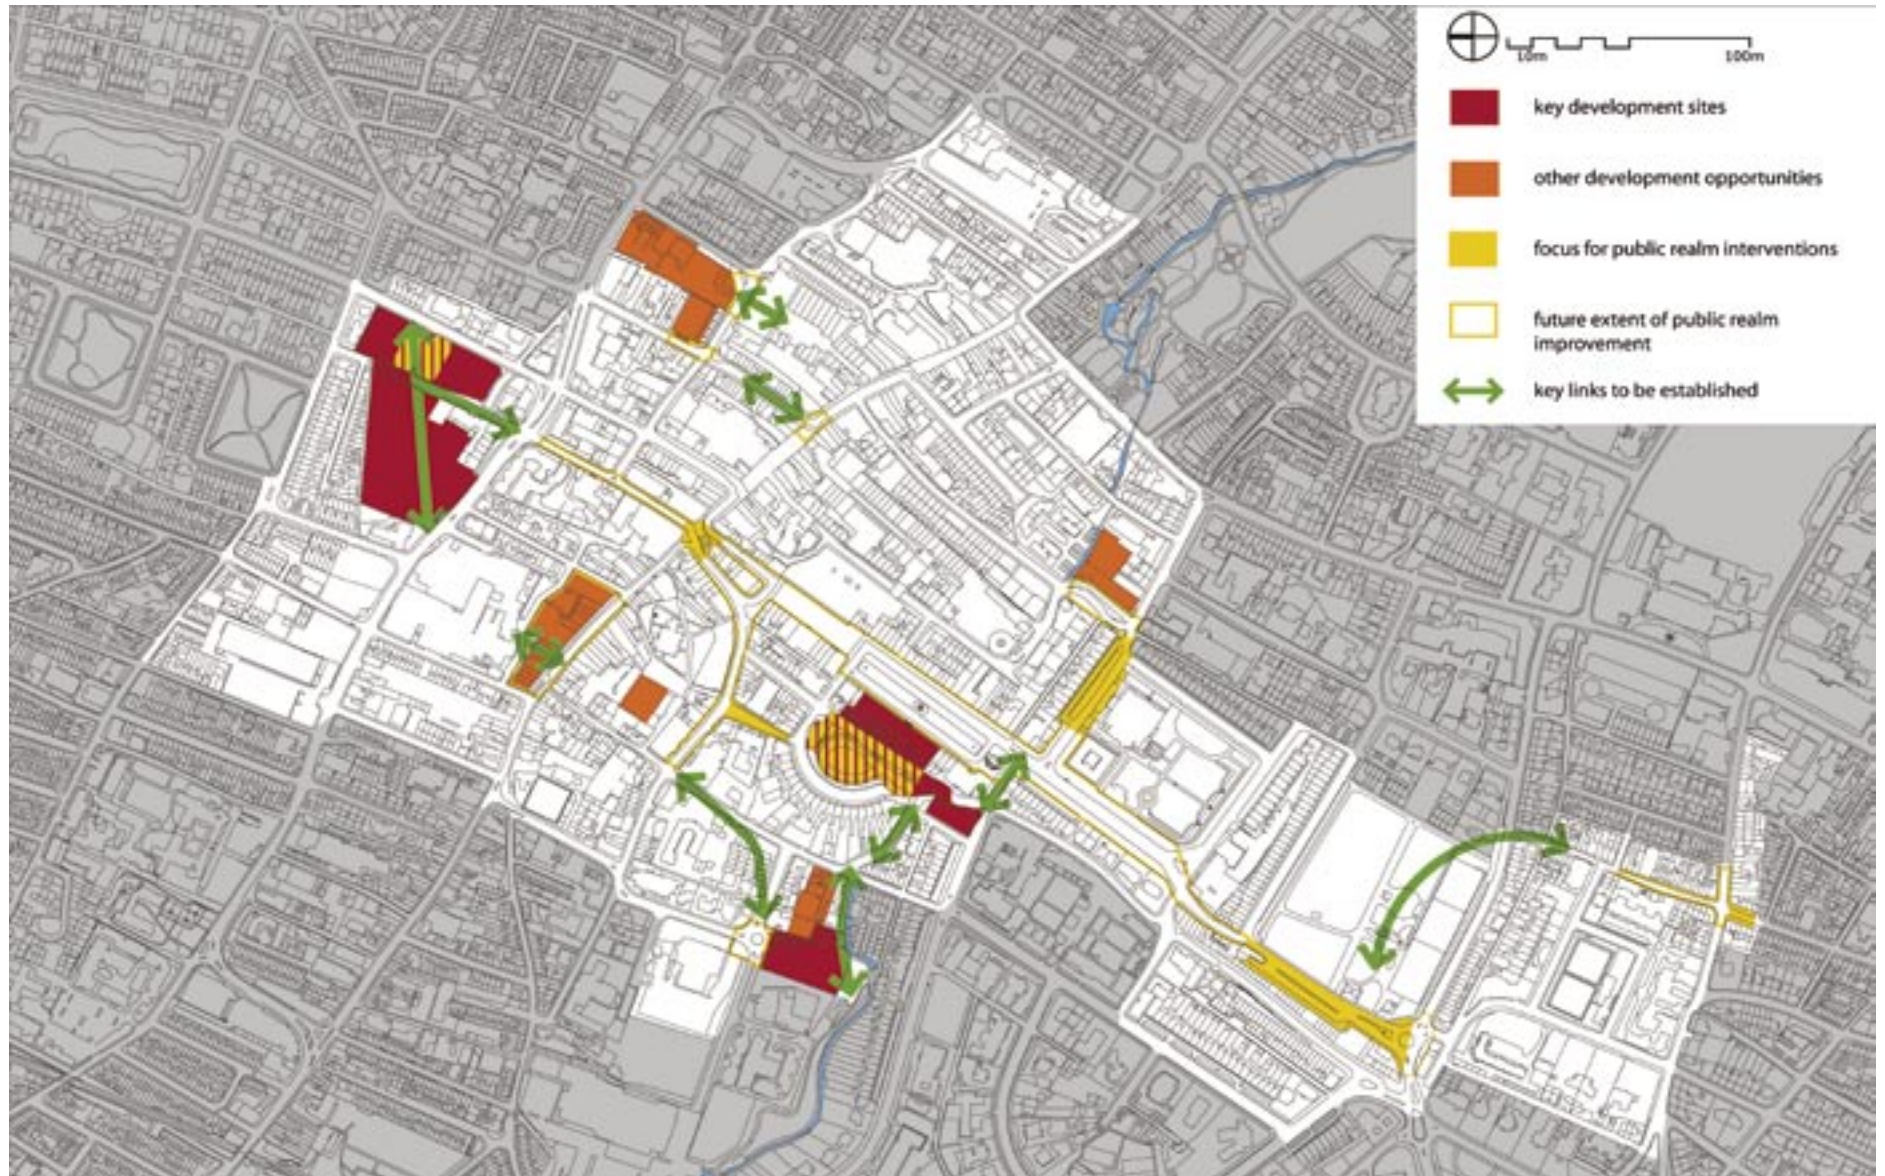 10m 100m
key development sites
other development opportunities
focus for public realm interventions
future extent of public realm
improvement
key links to be established